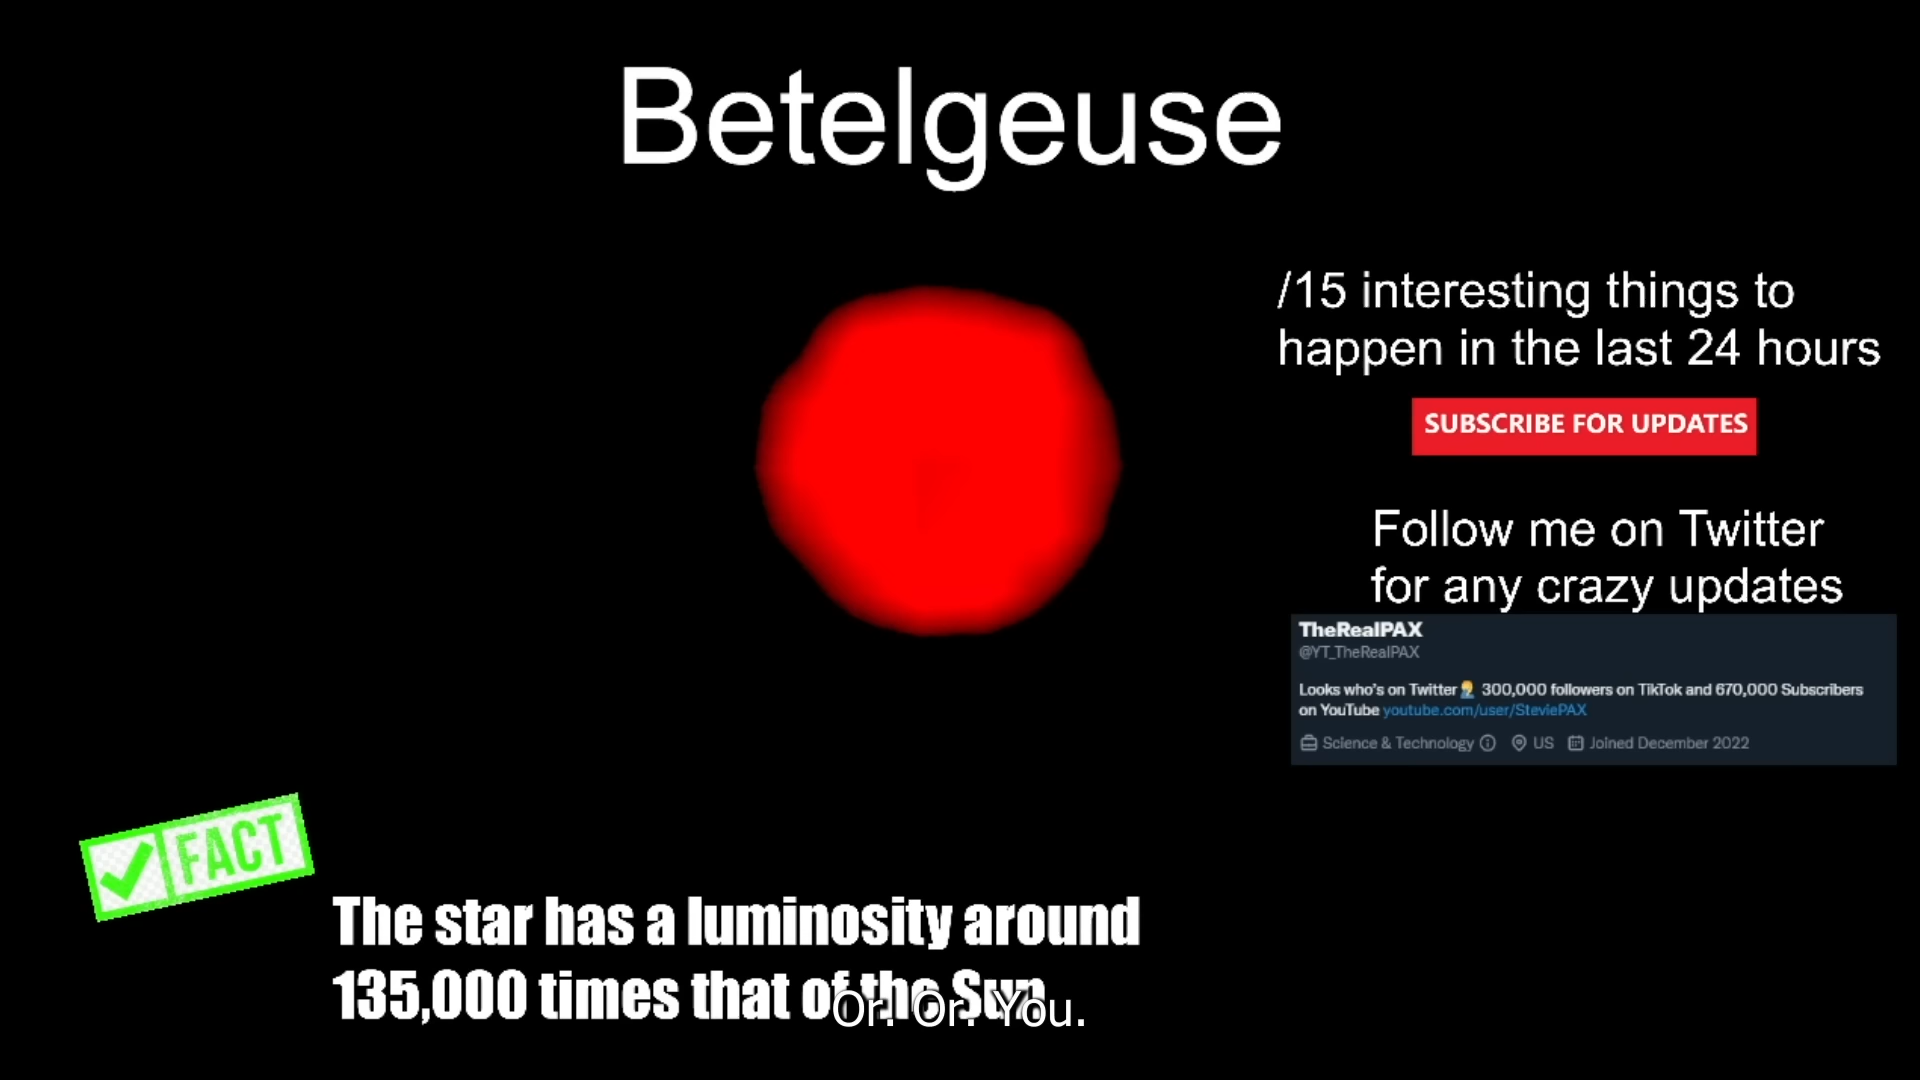 Betelgeuse
/15 interesting things to
happen in the last 24 hours
SUBSCRIBE FOR UPDATES
Follow me on Twitter
for any crazy updates
TheRealPAX
@YT_TheRealPAX
Looks who's on Twitter🤦 300,000 followers on TikTok and 670,000 Subscribers
on YouTube youtube.com/user/SteviePAX
Science & Technology US Joined December 2022
FACT
The star has a luminosity around
135,000 times that of the Sun
Or. Or. You.